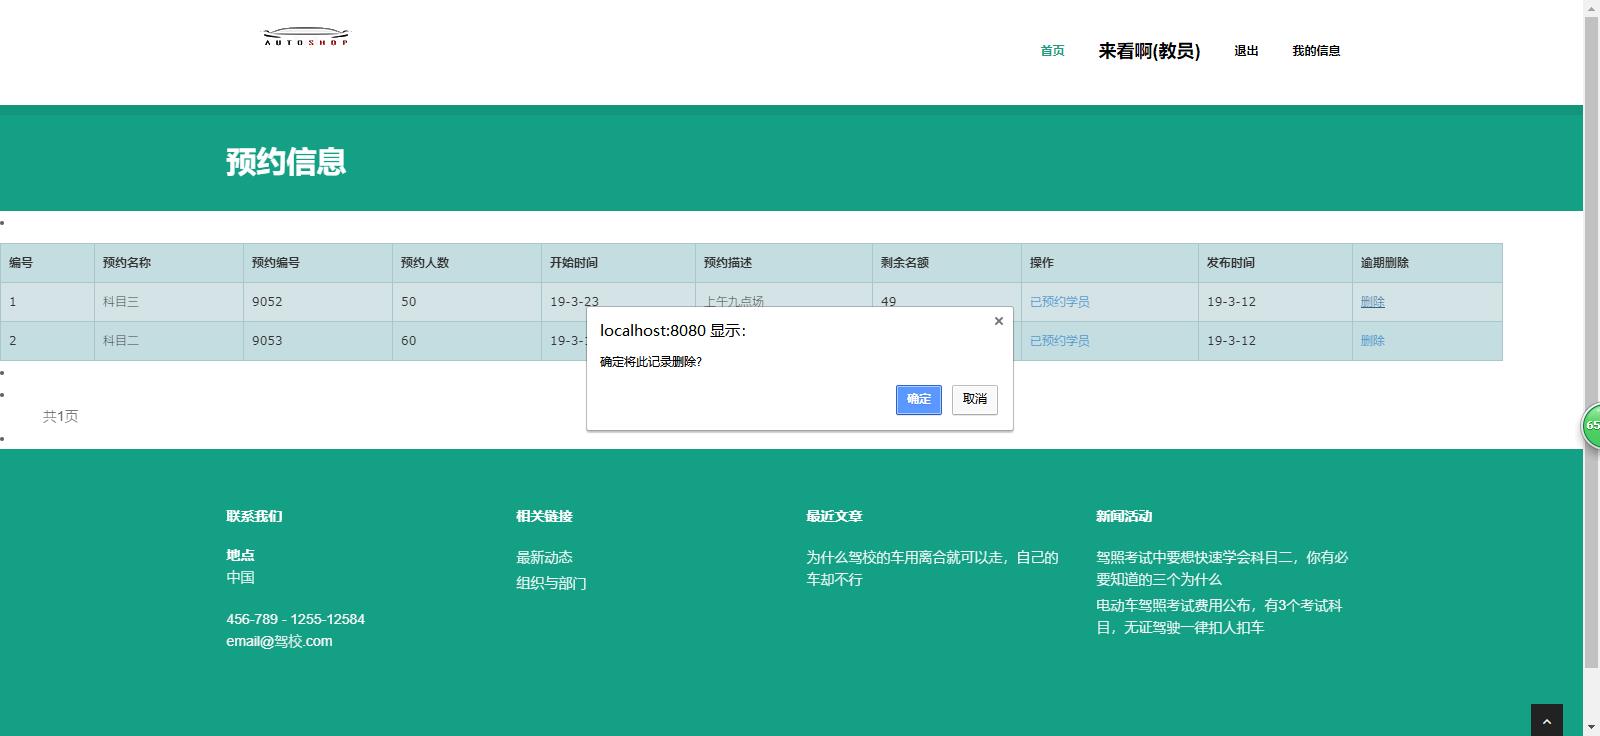 AUTOSHOP
首页 来看啊(教员) 退出 我的信息
预约信息
编号 预约名称 预约编号 预约人数 开始时间 预约描述 剩余名额 操作 发布时间 逾期删除
1 科目三 9052 50 19-3-23 上午九点场 49 已预约学员 19-3-12 删除
2 科目二 9053 60 19-3-1 已预约学员 19-3-12 删除
localhost:8080 显示:
确定将此记录删除?
确定 取消
共1页
65
联系我们
地点
中国
456-789 - 1255-12584
email@驾校.com
相关链接
最新动态
组织与部门
最近文章
为什么驾校的车用离合就可以走，自己的
车却不行
新闻活动
驾照考试中要想快速学会科目二，你有必
要知道的三个为什么
电动车驾照考试费用公布，有3个考试科
目，无证驾驶一律扣人扣车